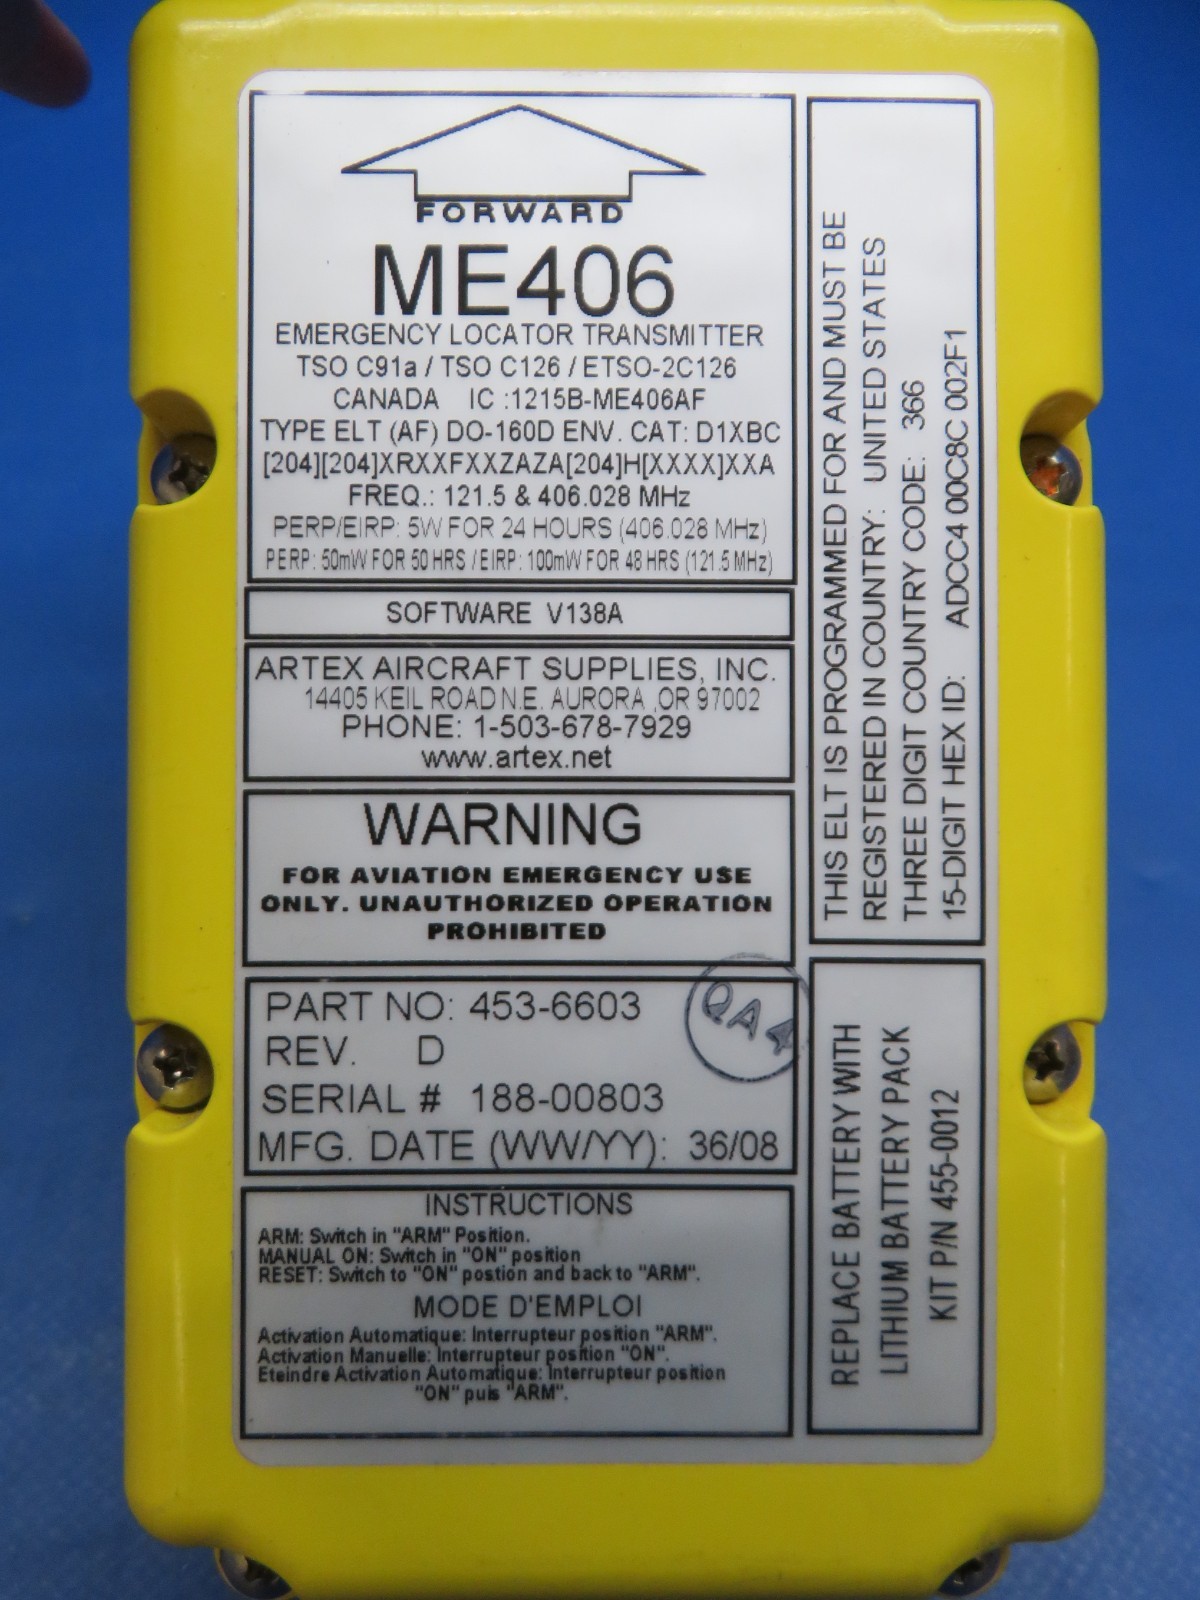 FORWARD
ME406
EMERGENCY LOCATOR TRANSMITTER
TSO C91a / TSO C126 / ETSO-2C126
CANADA IC :1215B-ME406AF
TYPE ELT (AF) DO-160D ENV. CAT: D1XBC
[204][204]XRXXFXXZAZA[204]H[XXXX]XXA
FREQ.: 121.5 & 406.028 MHz
PERP/EIRP: 5W FOR 24 HOURS (406.028 MHz)
PERP: 50mW FOR 50 HRS / EIRP: 100mW FOR 48 HRS (121.5 MHz)
SOFTWARE V138A
ARTEX AIRCRAFT SUPPLIES, INC.
14405 KEIL ROAD N.E. AURORA ,OR 97002
PHONE: 1-503-678-7929
www.artex.net
WARNING
FOR AVIATION EMERGENCY USE
ONLY. UNAUTHORIZED OPERATION
PROHIBITED
PART NO: 453-6603
REV. D
SERIAL # 188-00803
MFG. DATE (WW/YY): 36/08
QA4
INSTRUCTIONS
ARM: Switch in "ARM" Position.
MANUAL ON: Switch in "ON" position
RESET: Switch to "ON" postion and back to "ARM".
MODE D'EMPLOI
Activation Automatique: Interrupteur position "ARM".
Activation Manuelle: Interrupteur position "ON".
Eteindre Activation Automatique: Interrupteur position
"ON" puis "ARM".
THIS ELT IS PROGRAMMED FOR AND MUST BE
REGISTERED IN COUNTRY: UNITED STATES
THREE DIGIT COUNTRY CODE: 366
15-DIGIT HEX ID: ADCC4 00C8C 002F1
REPLACE BATTERY WITH
LITHIUM BATTERY PACK
KIT P/N 455-0012